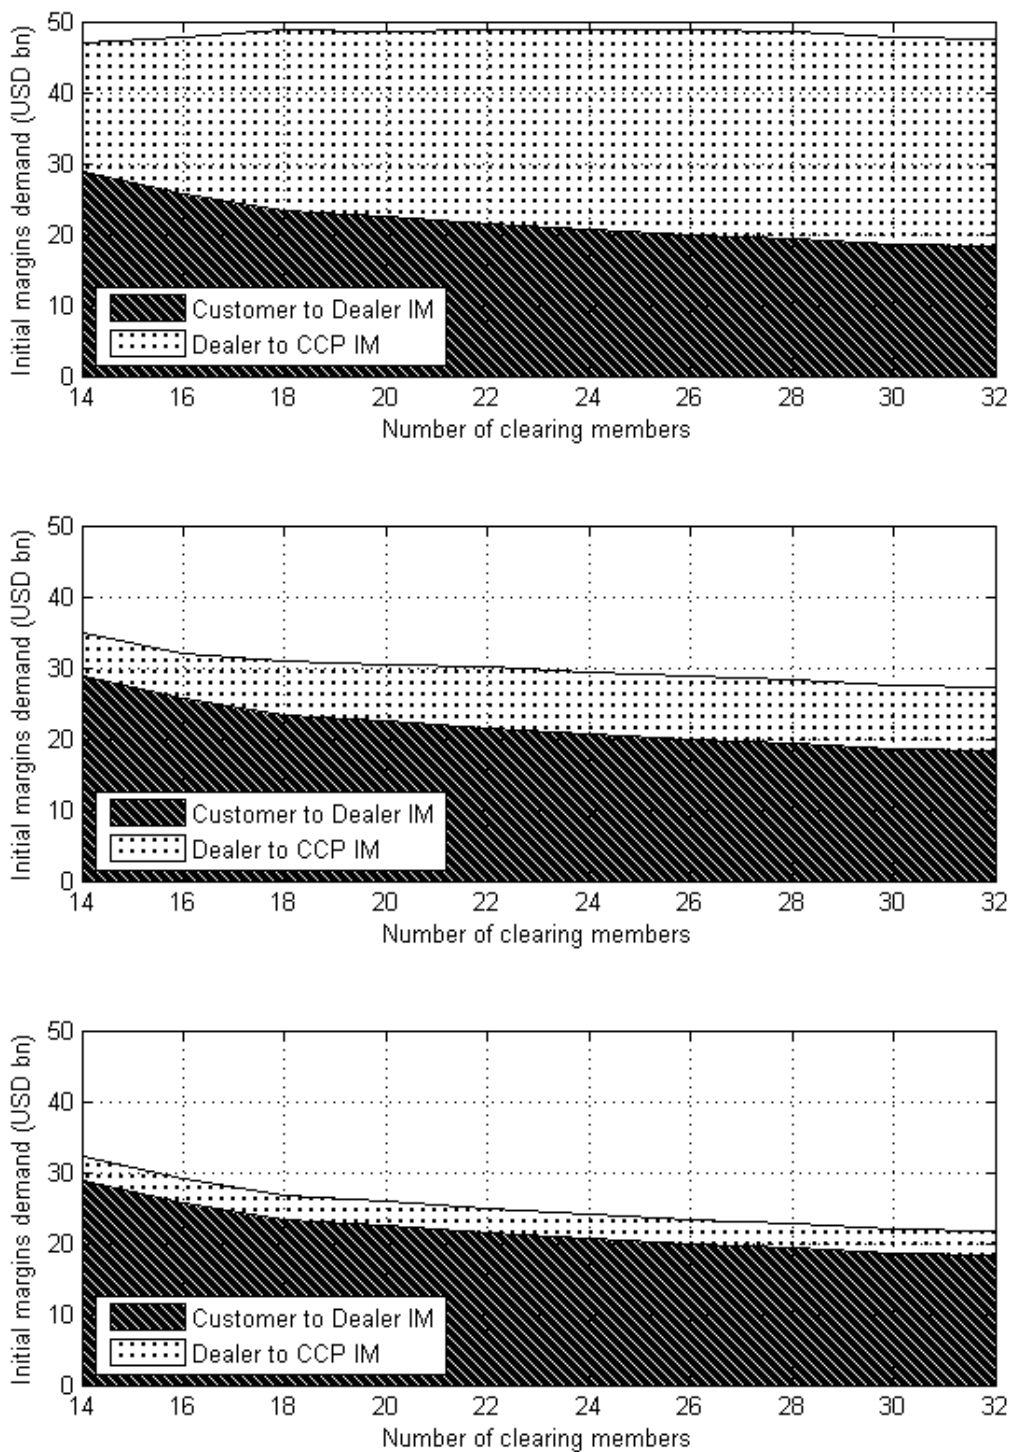 50
40
30
20
10
0
Initial margins demand (USD bn)
Customer to Dealer IM
Dealer to CCP IM
14 16 18 20 22 24 26 28 30 32
Number of clearing members
50
40
30
20
10
0
Initial margins demand (USD bn)
Customer to Dealer IM
Dealer to CCP IM
14 16 18 20 22 24 26 28 30 32
Number of clearing members
50
40
30
20
10
0
Initial margins demand (USD bn)
Customer to Dealer IM
Dealer to CCP IM
14 16 18 20 22 24 26 28 30 32
Number of clearing members